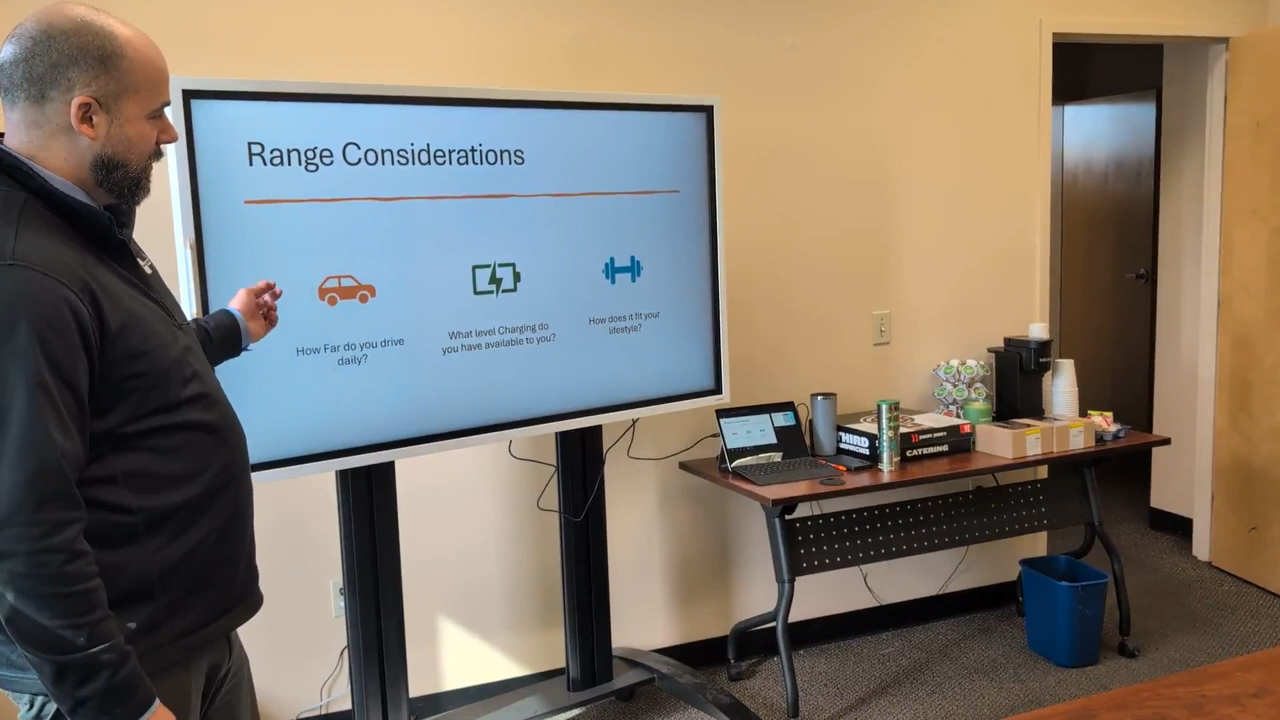 Range Considerations
How Far do you drive
daily?
What level Charging do
you have available to you?
How does it fit your
lifestyle?
THIRD
CATERING